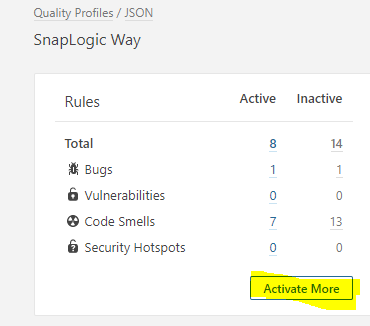 Quality Profiles / JSON
SnapLogic Way
Rules Active Inactive
Total 8 14
Bugs 1 1
Vulnerabilities 0 0
Code Smells 7 13
Security Hotspots 0 0
Activate More